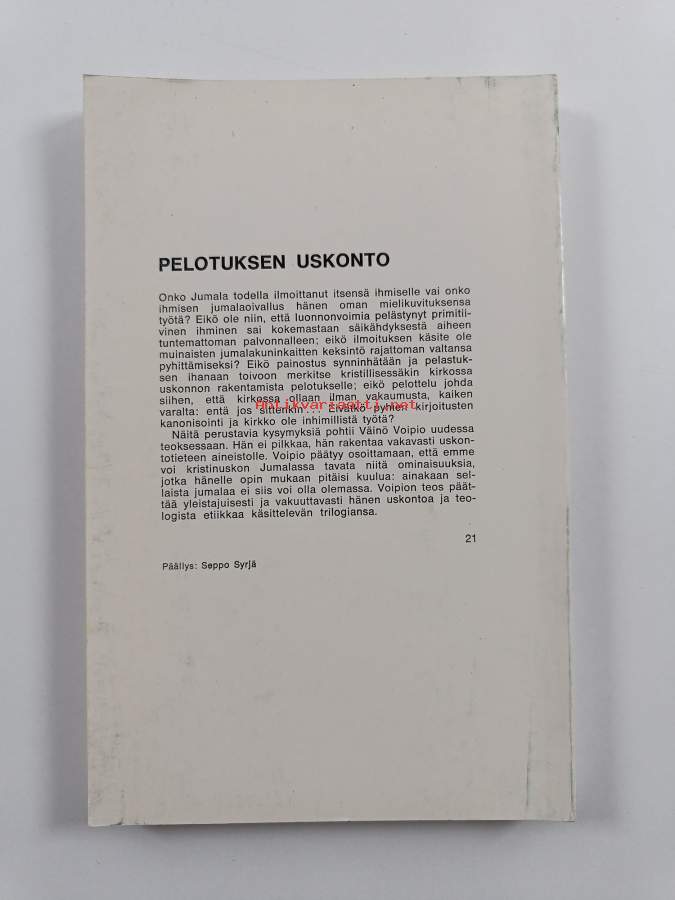 PELOTUKSEN USKONTO
Onko Jumala todella ilmoittanut itsensä ihmiselle vai onko
ihmisen jumalaoivallus hänen oman mielikuvituksensa
työtä? Eikö ole niin, että luonnonvoimia pelästynyt primitii-
vinen ihminen sai kokemastaan säikähdyksestä aiheen
tuntemattoman palvonnalleen; eikö ilmoituksen käsite ole
muinaisten jumalakuninkaitten keksintö rajattoman valtansa
pyhittämiseksi? Eikö painostus synninhätään ja pelastuk-
sen ihanaan toivoon merkitse kristillisessäkin kirkossa
uskonnon rakentamista pelotukselle; eikö pelottelu johda
siihen, että kirkossa ollaan ilman vakaumusta, kaiken
varalta: entä jos sittenkin... Eivätkö pyhien kirjoitusten
kanonisointi ja kirkko ole inhimillistä työtä?
Näitä perustavia kysymyksiä pohtii Väinö Voipio uudessa
teoksessaan. Hän ei pilkkaa, hän rakentaa vakavasti uskon-
totieteen aineistolle. Voipio päätyy osoittamaan, että emme
voi kristinuskon Jumalassa tavata niitä ominaisuuksia,
jotka hänelle opin mukaan pitäisi kuulua: ainakaan sel-
laista jumalaa ei siis voi olla olemassa. Voipion teos päät-
tää yleistajuisesti ja vakuuttavasti hänen uskontoa ja teo-
logista etiikkaa käsittelevän trilogiansa.
21
Päällys: Seppo Syrjä
antikvariaatti.net